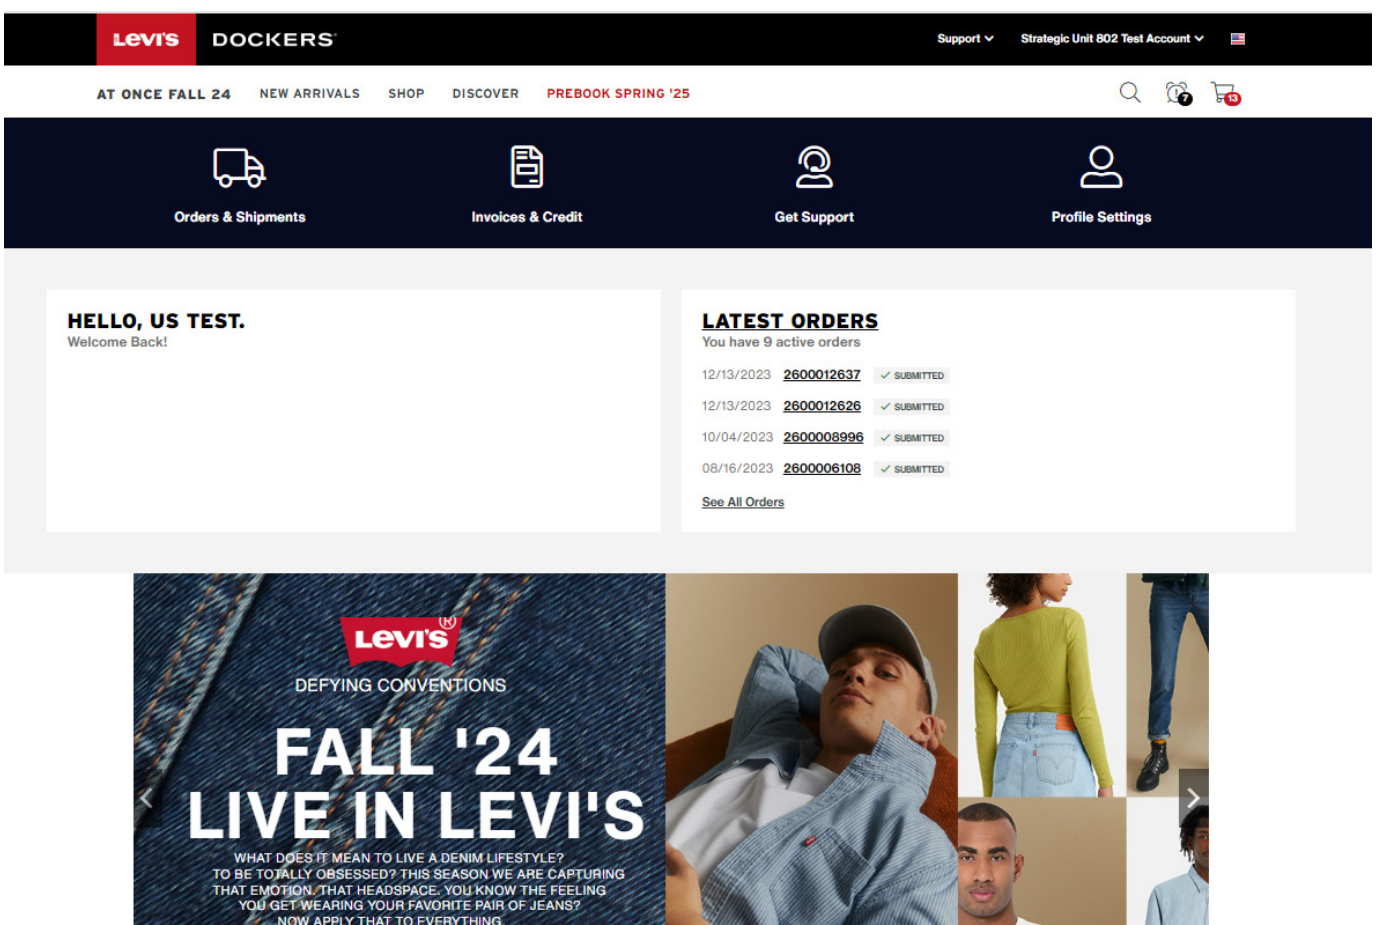 Levi's DOCKERS® Support Strategic Unit 802 Test Account
AT ONCE FALL 24 NEW ARRIVALS SHOP DISCOVER PREBOOK SPRING '25 7 13
Orders & Shipments Invoices & Credit Get Support Profile Settings
HELLO, US TEST.
Welcome Back!
LATEST ORDERS
You have 9 active orders
12/13/2023 2600012637 SUBMITTED
12/13/2023 2600012626 SUBMITTED
10/04/2023 2600008996 SUBMITTED
08/16/2023 2600006108 SUBMITTED
See All Orders
Levi's®
DEFYING CONVENTIONS
FALL '24
LIVE IN LEVI'S
WHAT DOES IT MEAN TO LIVE A DENIM LIFESTYLE?
TO BE TOTALLY OBSESSED? THIS SEASON WE ARE CAPTURING
THAT EMOTION. THAT HEADSPACE. YOU KNOW THE FEELING
YOU GET WEARING YOUR FAVORITE PAIR OF JEANS?
NOW APPLY THAT TO EVERYTHING.